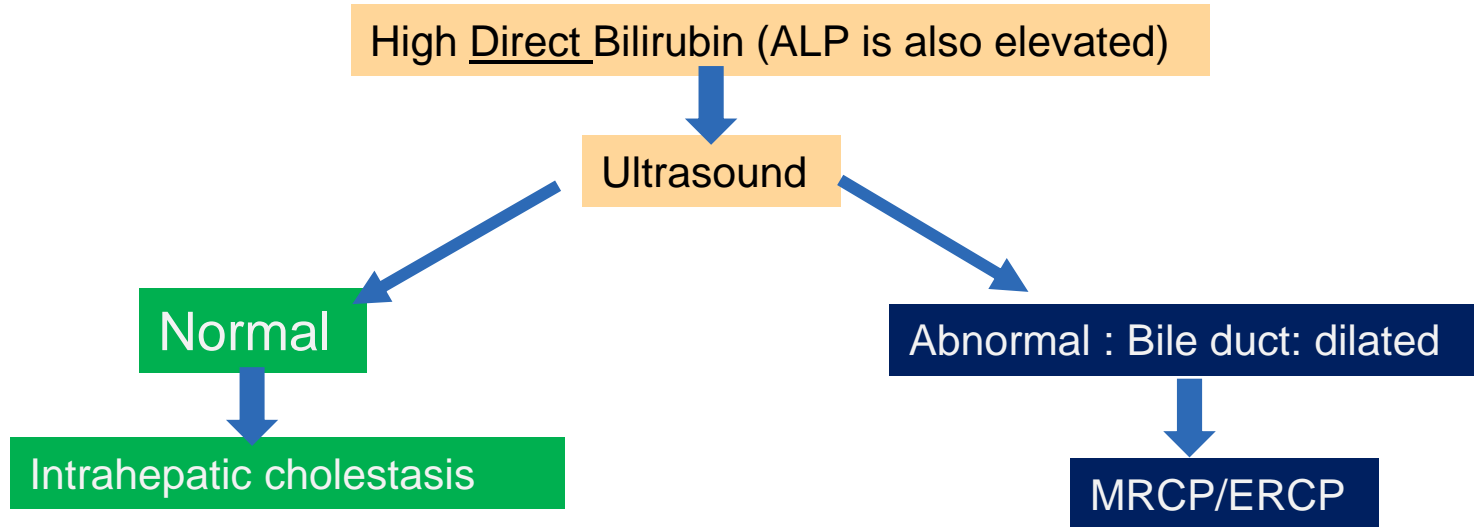 High Direct Bilirubin (ALP is also elevated)
Ultrasound
Normal
Abnormal : Bile duct: dilated
Intrahepatic cholestasis
MRCP/ERCP